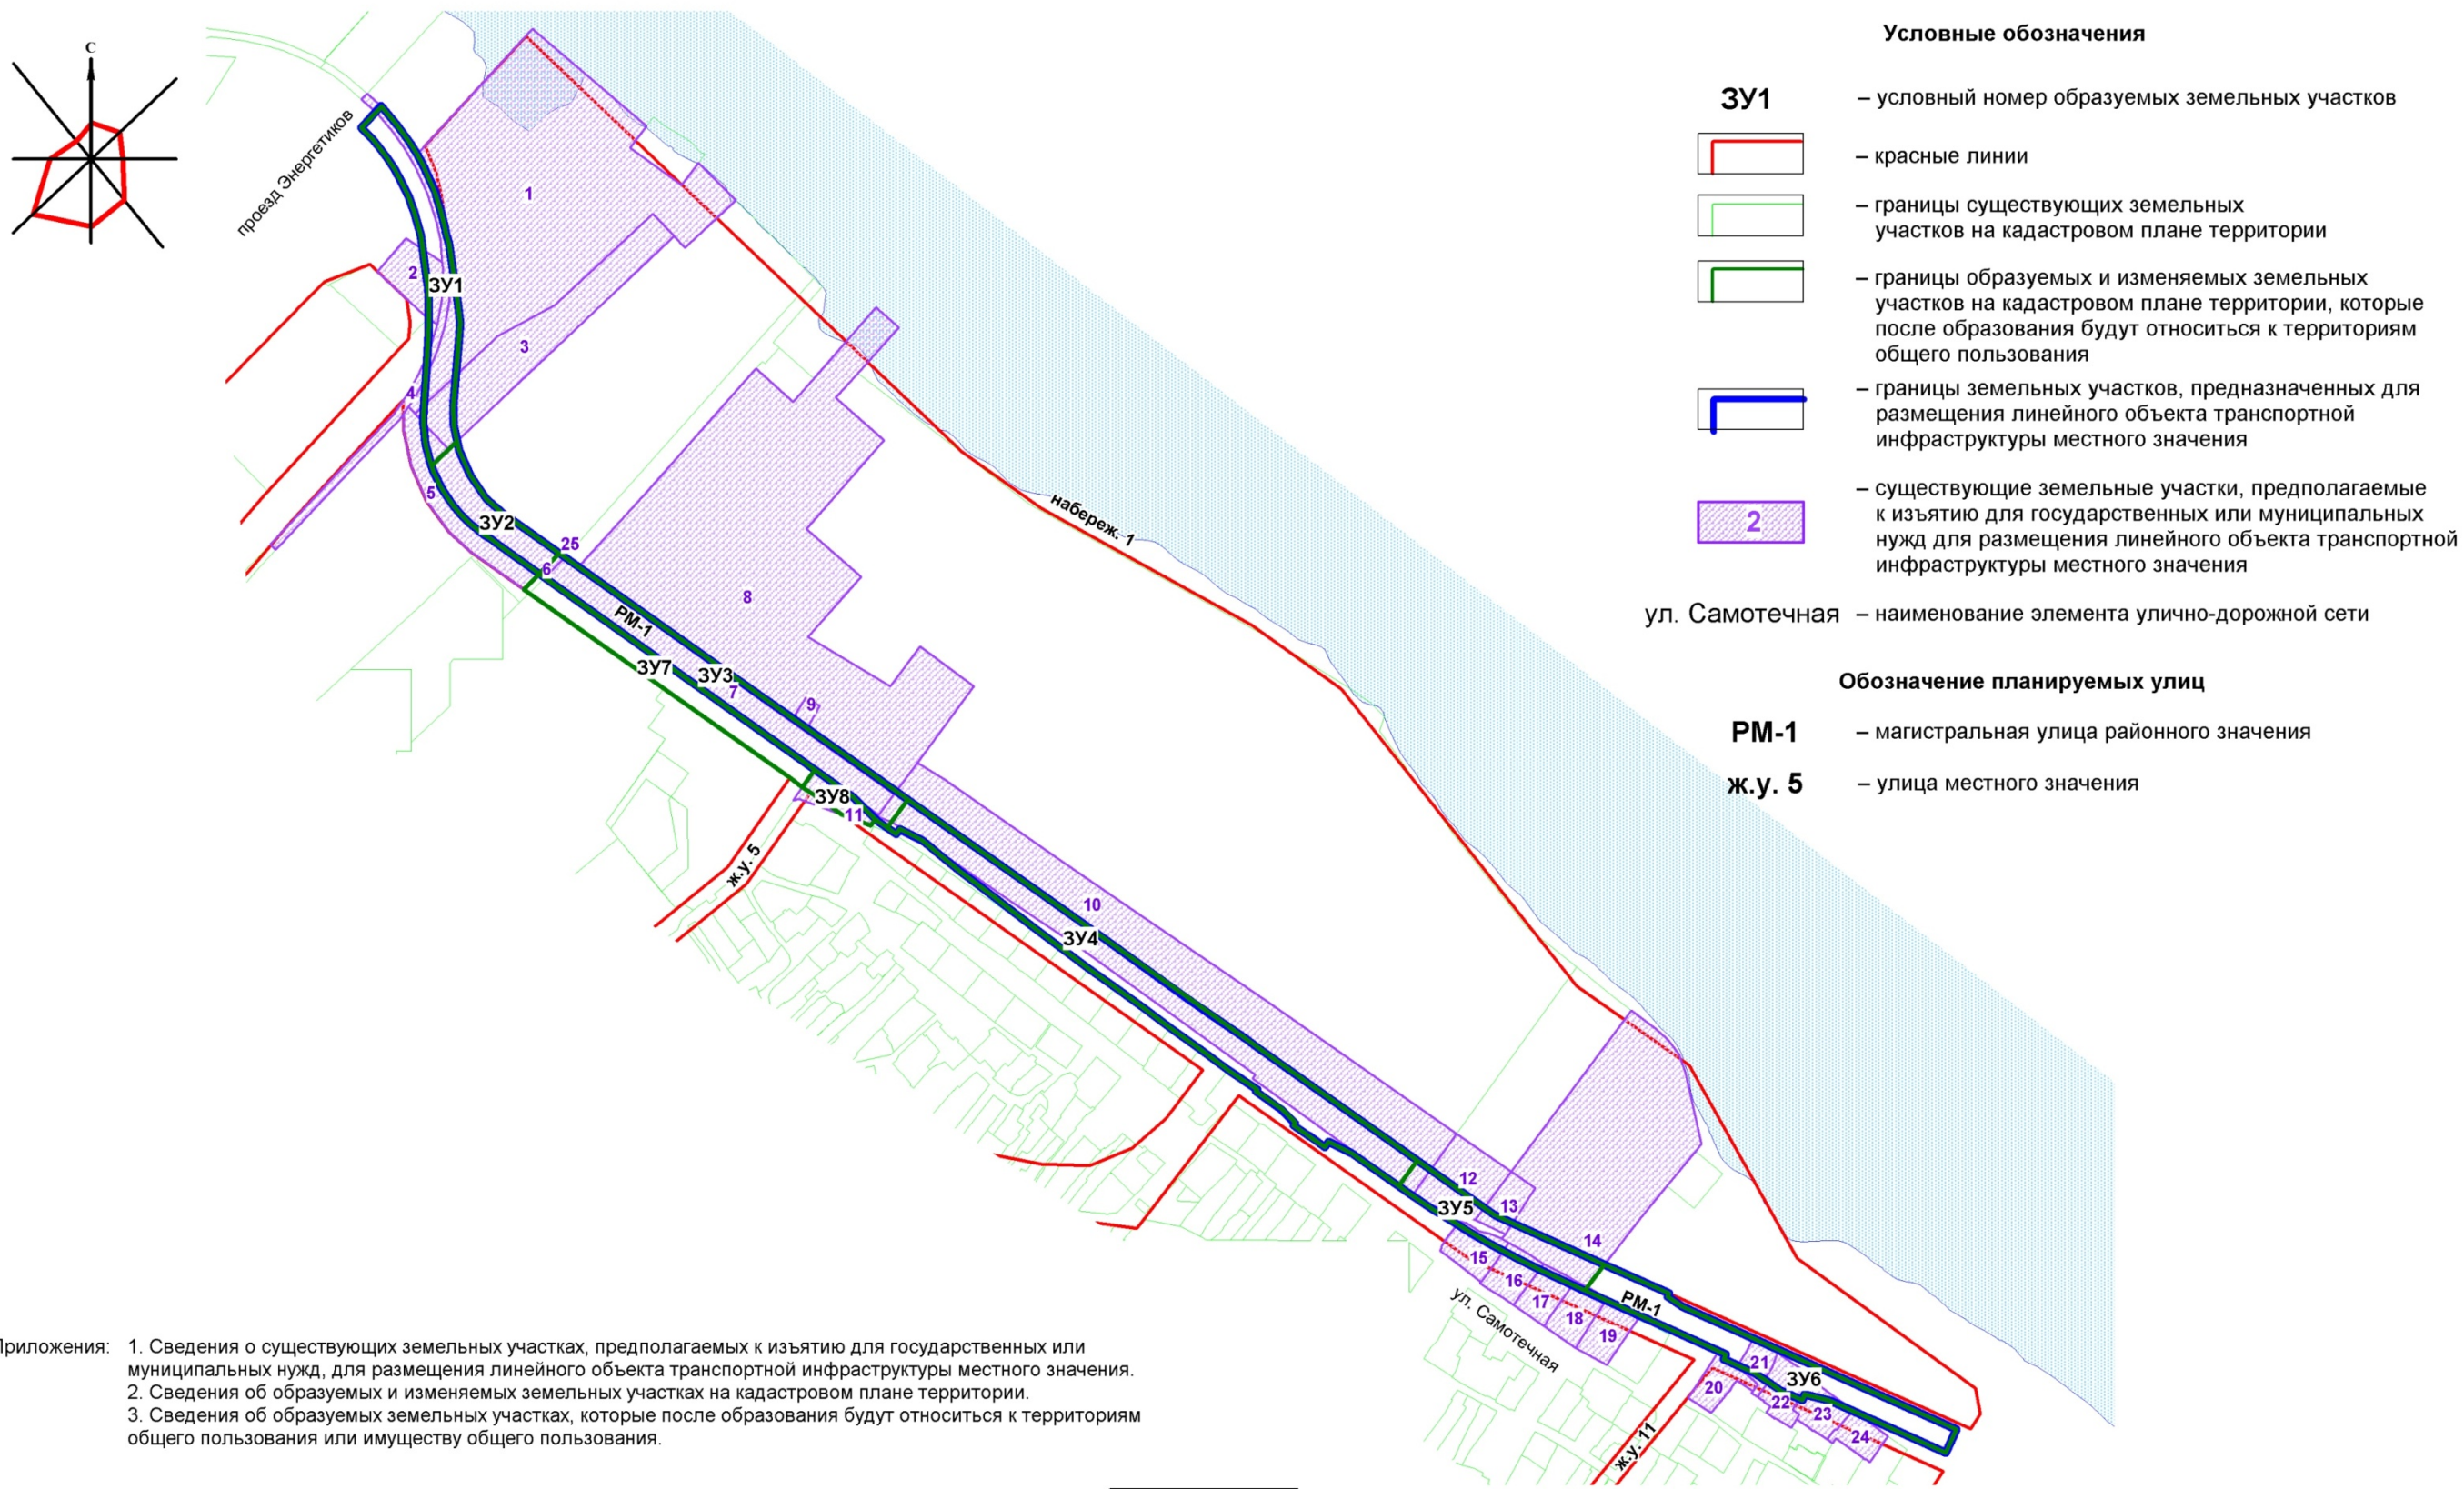 С
проезд Энергетиков
1
2
ЗУ1
3
4
5
ЗУ2
25
6
РМ-1
8
ЗУ7
ЗУ3
7
9
ЗУ8
11
ж.у. 5
набереж. 1
10
ЗУ4
12
13
ЗУ5
14
15
16
17
18
19
РМ-1
ул. Самотечная
21
ЗУ6
20
22
23
24
ж.у. 11
Условные обозначения
ЗУ1 – условный номер образуемых земельных участков
– красные линии
– границы существующих земельных
участков на кадастровом плане территории
– границы образуемых и изменяемых земельных
участков на кадастровом плане территории, которые
после образования будут относиться к территориям
общего пользования
– границы земельных участков, предназначенных для
размещения линейного объекта транспортной
инфраструктуры местного значения
– существующие земельные участки, предполагаемые
2 к изъятию для государственных или муниципальных
нужд для размещения линейного объекта транспортной
инфраструктуры местного значения
ул. Самотечная – наименование элемента улично-дорожной сети
Обозначение планируемых улиц
РМ-1 – магистральная улица районного значения
ж.у. 5 – улица местного значения
Приложения: 1. Сведения о существующих земельных участках, предполагаемых к изъятию для государственных или
муниципальных нужд, для размещения линейного объекта транспортной инфраструктуры местного значения.
2. Сведения об образуемых и изменяемых земельных участках на кадастровом плане территории.
3. Сведения об образуемых земельных участках, которые после образования будут относиться к территориям
общего пользования или имуществу общего пользования.